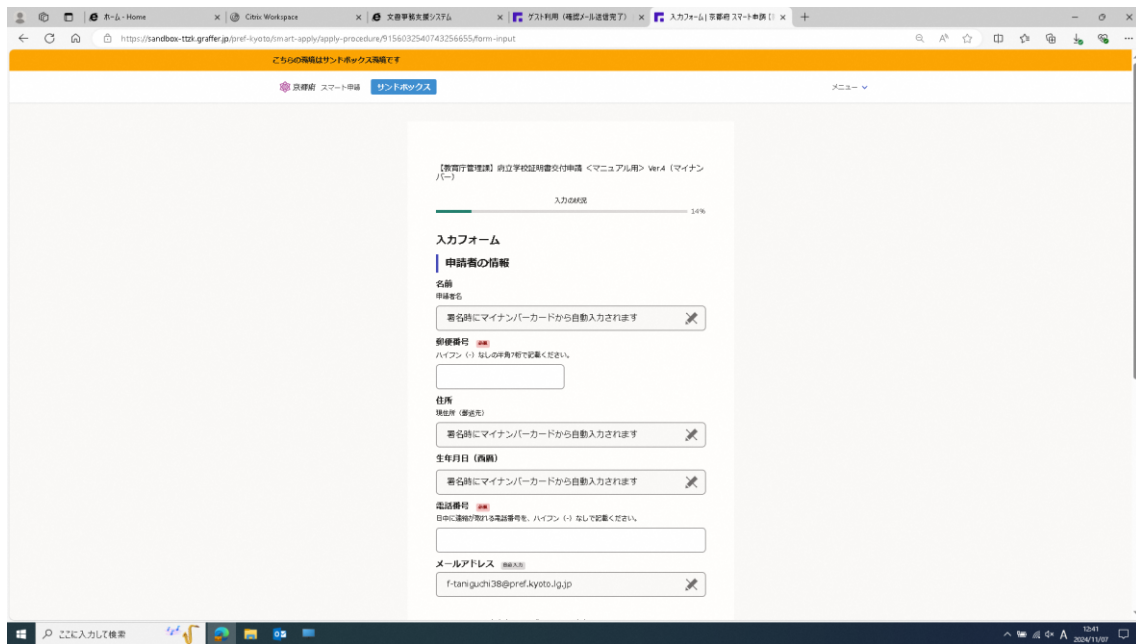 ホーム - Home
Citrix Workspace
文書事務支援システム
ゲスト利用（確認メール送信完了）
入力フォーム | 京都府 スマート申請 (
https://sandbox-ttzk.graffer.jp/pref-kyoto/smart-apply/apply-procedure/9156032540743256655/form-input
こちらの環境はサンドボックス環境です
京都府 スマート申請 サンドボックス
メニュー
【教育庁管理課】府立学校証明書交付申請 <マニュアル用> Ver.4（マイナン
バー）
入力の状況
14%
入力フォーム
申請者の情報
名前
申請者名
署名時にマイナンバーカードから自動入力されます
郵便番号 必須
ハイフン（-）なしの半角7桁で記載ください。
住所
現住所（郵送先）
署名時にマイナンバーカードから自動入力されます
生年月日（西暦）
署名時にマイナンバーカードから自動入力されます
電話番号 必須
日中に連絡が取れる電話番号を、ハイフン（-）なしで記載ください。
メールアドレス 自動入力
f-taniguchi38@pref.kyoto.lg.jp
ここに入力して検索
A
12:41
2024/11/07